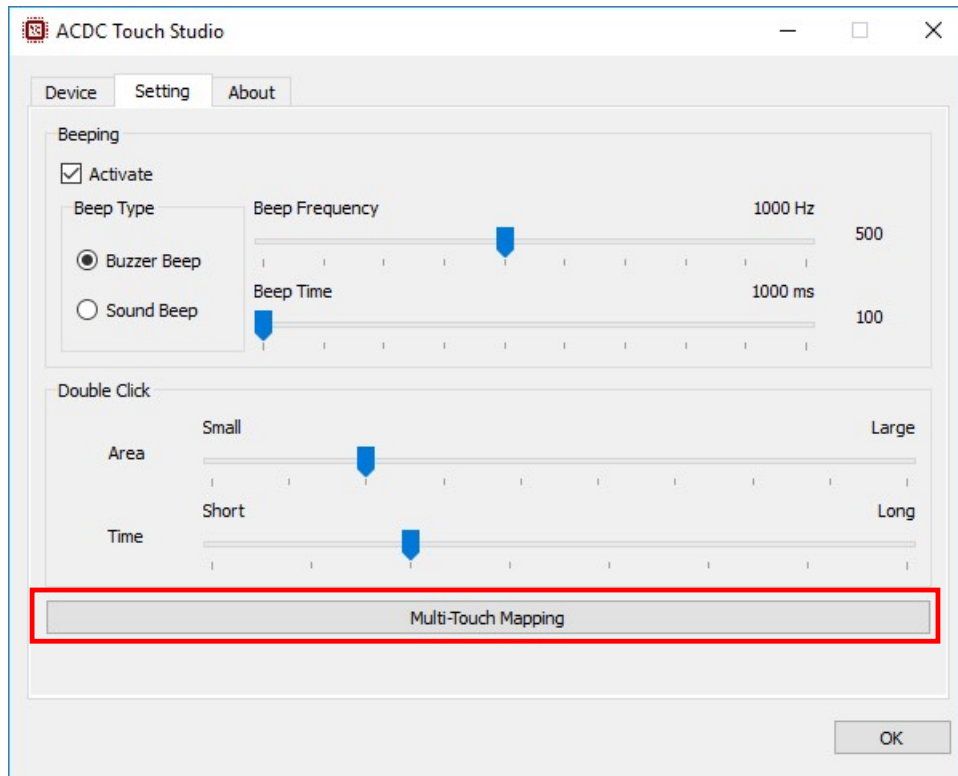 ACDC Touch Studio
Device Setting About
Beeping
Activate
Beep Type
Buzzer Beep
Sound Beep
Beep Frequency 1000 Hz
500
Beep Time 1000 ms
100
Double Click
Small Large
Area
Short Long
Time
Multi-Touch Mapping
OK